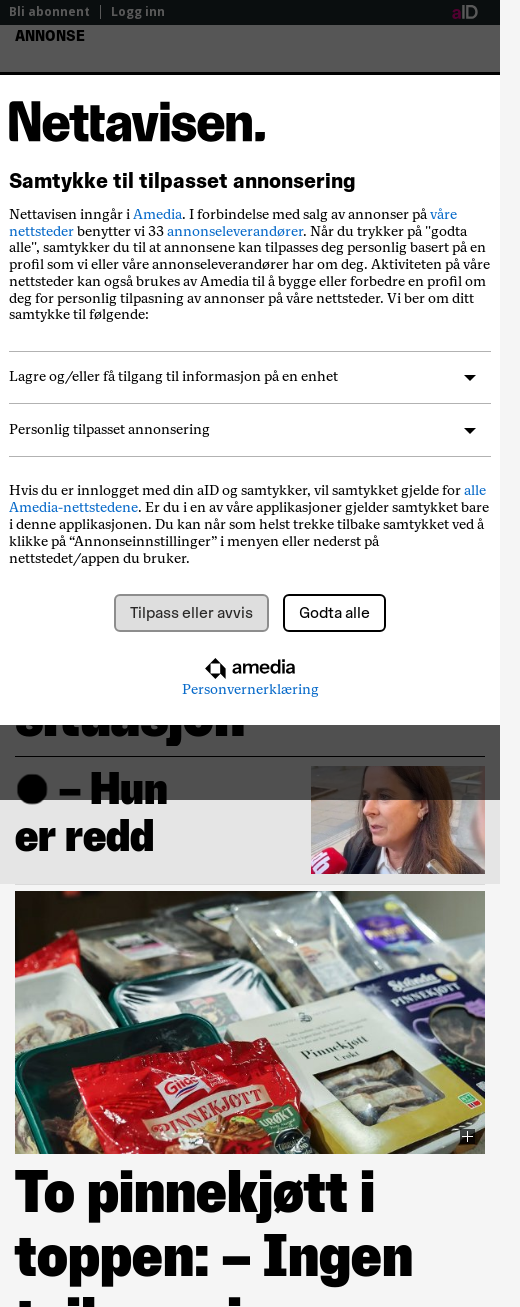 Bli abonnent | Logg inn
aID
ANNONSE
Nettavisen.
Samtykke til tilpasset annonsering
Nettavisen inngår i Amedia. I forbindelse med salg av annonser på våre
nettsteder benytter vi 33 annonseleverandører. Når du trykker på "godta
alle", samtykker du til at annonsene kan tilpasses deg personlig basert på en
profil som vi eller våre annonseleverandører har om deg. Aktiviteten på våre
nettsteder kan også brukes av Amedia til å bygge eller forbedre en profil om
deg for personlig tilpasning av annonser på våre nettsteder. Vi ber om ditt
samtykke til følgende:
Lagre og/eller få tilgang til informasjon på en enhet
Personlig tilpasset annonsering
Hvis du er innlogget med din aID og samtykker, vil samtykket gjelde for alle
Amedia-nettstedene. Er du i en av våre applikasjoner gjelder samtykket bare
i denne applikasjonen. Du kan når som helst trekke tilbake samtykket ved å
klikke på “Annonseinnstillinger” i menyen eller nederst på
nettstedet/appen du bruker.
Tilpass eller avvis
Godta alle
amedia
Personvernerklæring
situasjon
– Hun
er redd
Gilde
PINNEKJØTT
URØKT
Pinnekjøtt
Urøkt
PINNEKJØTT
To pinnekjøtt i
toppen: – Ingen